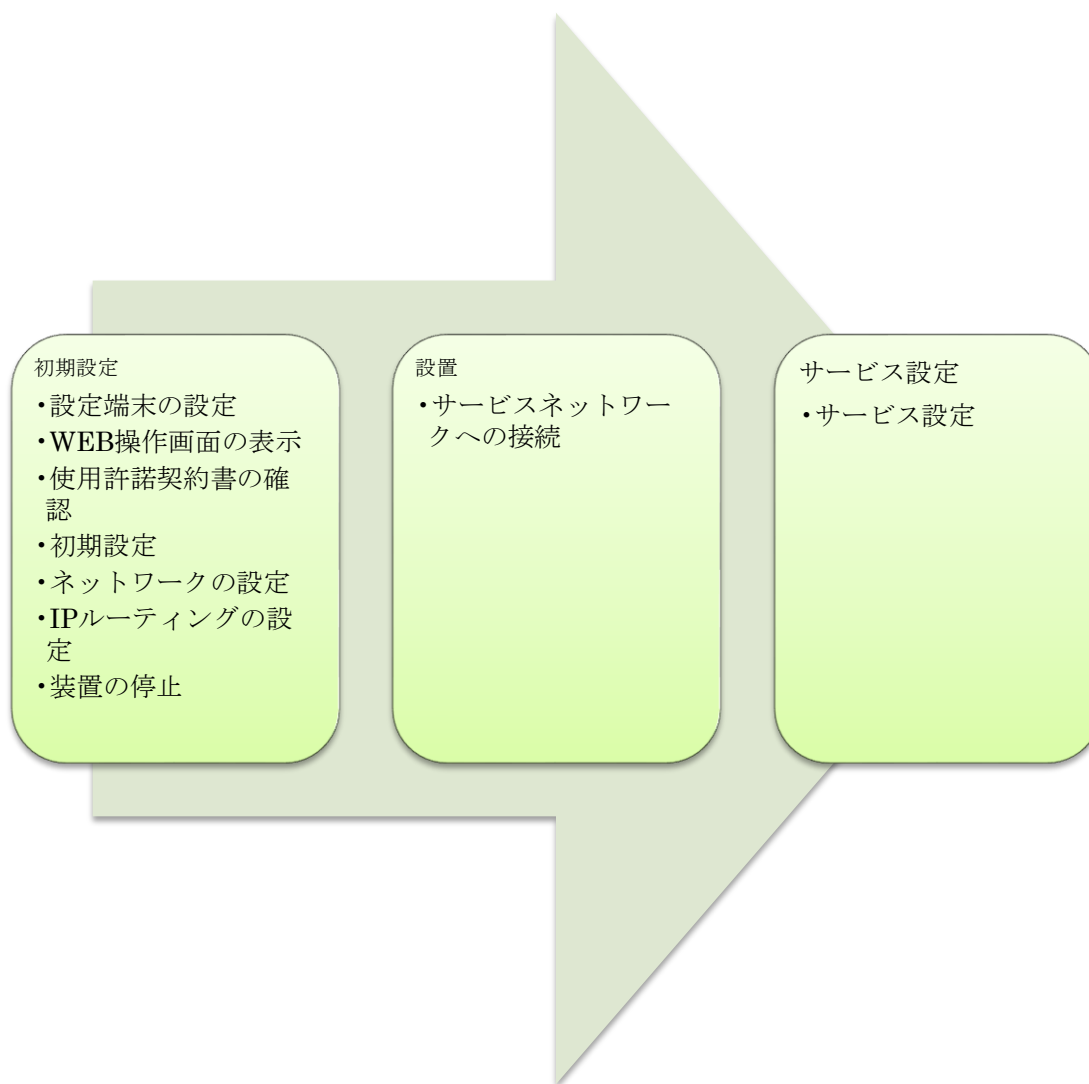 初期設定
・設定端末の設定
・WEB操作画面の表示
・使用許諾契約書の確
認
・初期設定
・ネットワークの設定
・IPルーティングの設
定
・装置の停止
設置
・サービスネットワー
クへの接続
サービス設定
・サービス設定